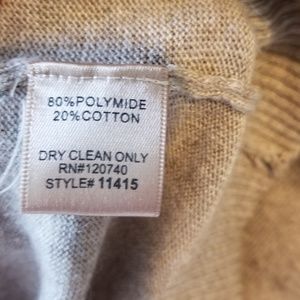 80%POLYMIDE
20%COTTON
DRY CLEAN ONLY
RN#120740
STYLE# 11415